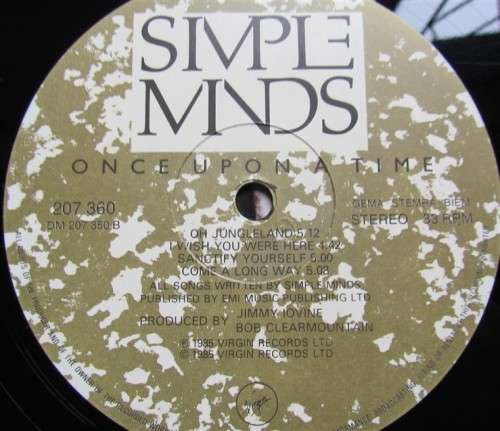 SIMPLE
MINDS
ONCE UPON A TIME
207.360
DM 207 350 B
GEMA STEMRA BIEM
STEREO 33 RPM
OH JUNGLELAND 5.12
I WISH YOU WERE HERE 4.42
SANCTIFY YOURSELF 5.00
COME A LONG WAY 5.08
ALL SONGS WRITTEN BY SIMPLE MINDS
PUBLISHED BY EMI MUSIC PUBLISHING LTD
PRODUCED BY JIMMY IOVINE
BOB CLEARMOUNTAIN
℗ 1985 VIRGIN RECORDS LTD
© 1985 VIRGIN RECORDS LTD
Virgin